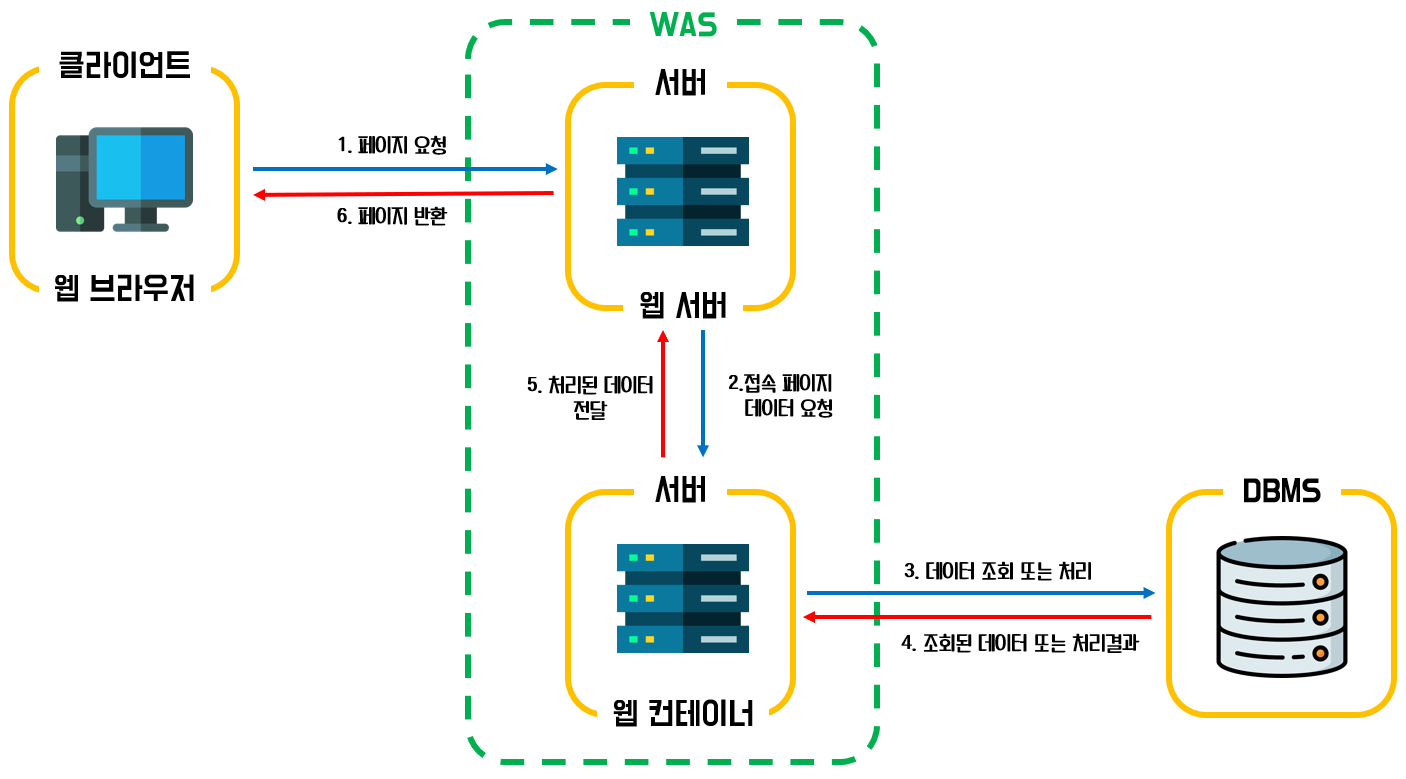 WAS
클라이언트
웹 브라우저
1. 페이지 요청
6. 페이지 반환
서버
웹 서버
5. 처리된 데이터
전달
2.접속 페이지
데이터 요청
서버
웹 컨테이너
3. 데이터 조회 또는 처리
4. 조회된 데이터 또는 처리결과
DBMS